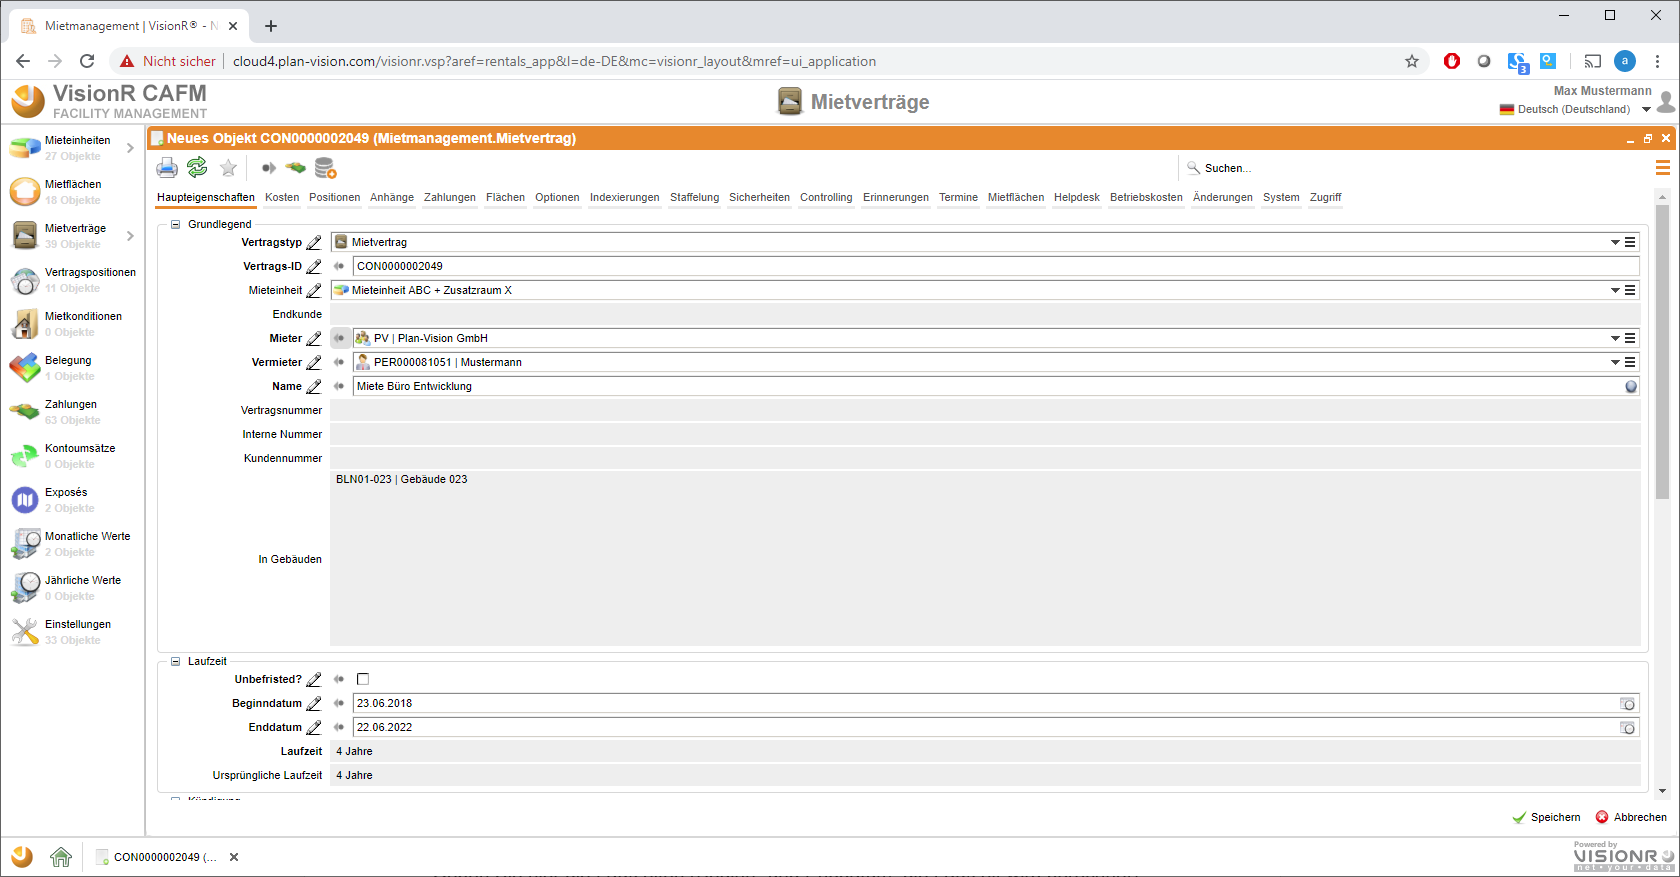 Mietmanagement | VisionR® - N
Nicht sicher
cloud4.plan-vision.com/visionr.vsp?aref=rentals_app&l=de-DE&mc=visionr_layout&mref=ui_application
3
a
VisionR CAFM
FACILITY MANAGEMENT
Mietverträge
Max Mustermann
Deutsch (Deutschland)
Mieteinheiten
27 Objekte
Mietflächen
18 Objekte
Mietverträge
39 Objekte
Vertragspositionen
11 Objekte
Mietkonditionen
0 Objekte
Belegung
1 Objekte
Zahlungen
63 Objekte
Kontoumsätze
0 Objekte
Exposés
2 Objekte
Monatliche Werte
2 Objekte
Jährliche Werte
0 Objekte
Einstellungen
33 Objekte
Neues Objekt CON0000002049 (Mietmanagement.Mietvertrag)
Suchen...
Haupteigenschaften Kosten Positionen Anhänge Zahlungen Flächen Optionen Indexierungen Staffelung Sicherheiten Controlling Erinnerungen Termine Mietflächen Helpdesk Betriebskosten Änderungen System Zugriff
Grundlegend
Vertragstyp Mietvertrag
Vertrags-ID CON0000002049
Mieteinheit Mieteinheit ABC + Zusatzraum X
Endkunde
Mieter PV | Plan-Vision GmbH
Vermieter PER000081051 | Mustermann
Name Miete Büro Entwicklung
Vertragsnummer
Interne Nummer
Kundennummer
BLN01-023 | Gebäude 023
In Gebäuden
Laufzeit
Unbefristed?
Beginndatum 23.06.2018
Enddatum 22.06.2022
Laufzeit 4 Jahre
Ursprüngliche Laufzeit 4 Jahre
Kündigung
Speichern Abbrechen
CON0000002049 (...
Powered by
VISIONR
net·your·data